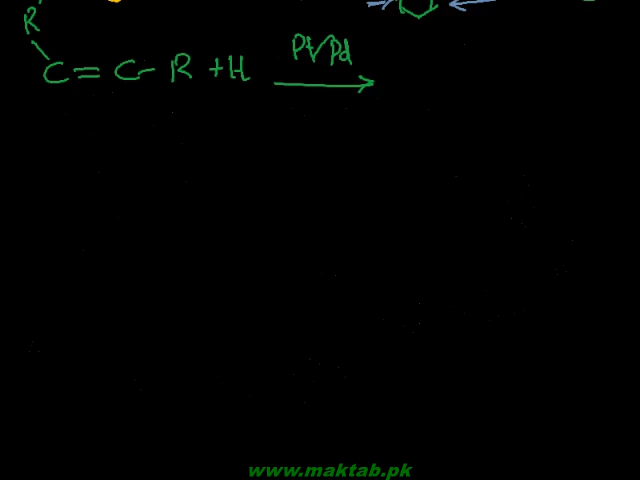 R
Pt/Pd
C = C - R + H
www.maktab.pk